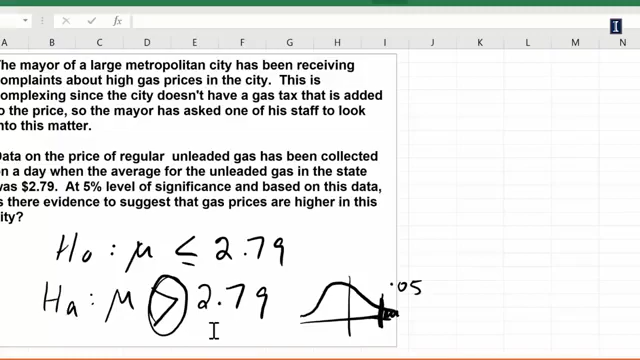 fx
A B C D E F G H I J K L M N
The mayor of a large metropolitan city has been receiving
complaints about high gas prices in the city. This is
complexing since the city doesn't have a gas tax that is added
to the price, so the mayor has asked one of his staff to look
into this matter.
Data on the price of regular unleaded gas has been collected
on a day when the average for the unleaded gas in the state
was $2.79. At 5% level of significance and based on this data,
is there evidence to suggest that gas prices are higher in this
city?
Ho : μ ≤ 2.79
Ha : μ > 2.79
.05